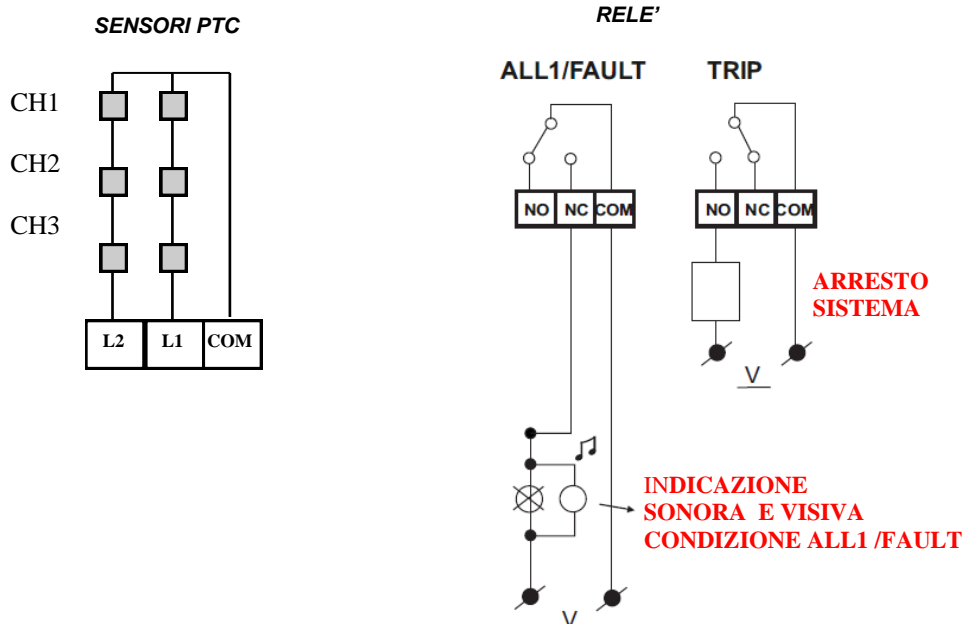 SENSORI PTC
CH1
CH2
CH3
L2 L1 COM
RELE’
ALL1/FAULT TRIP
NO NC COM NO NC COM
ARRESTO
SISTEMA
V
INDICAZIONE
SONORA E VISIVA
CONDIZIONE ALL1 /FAULT
V